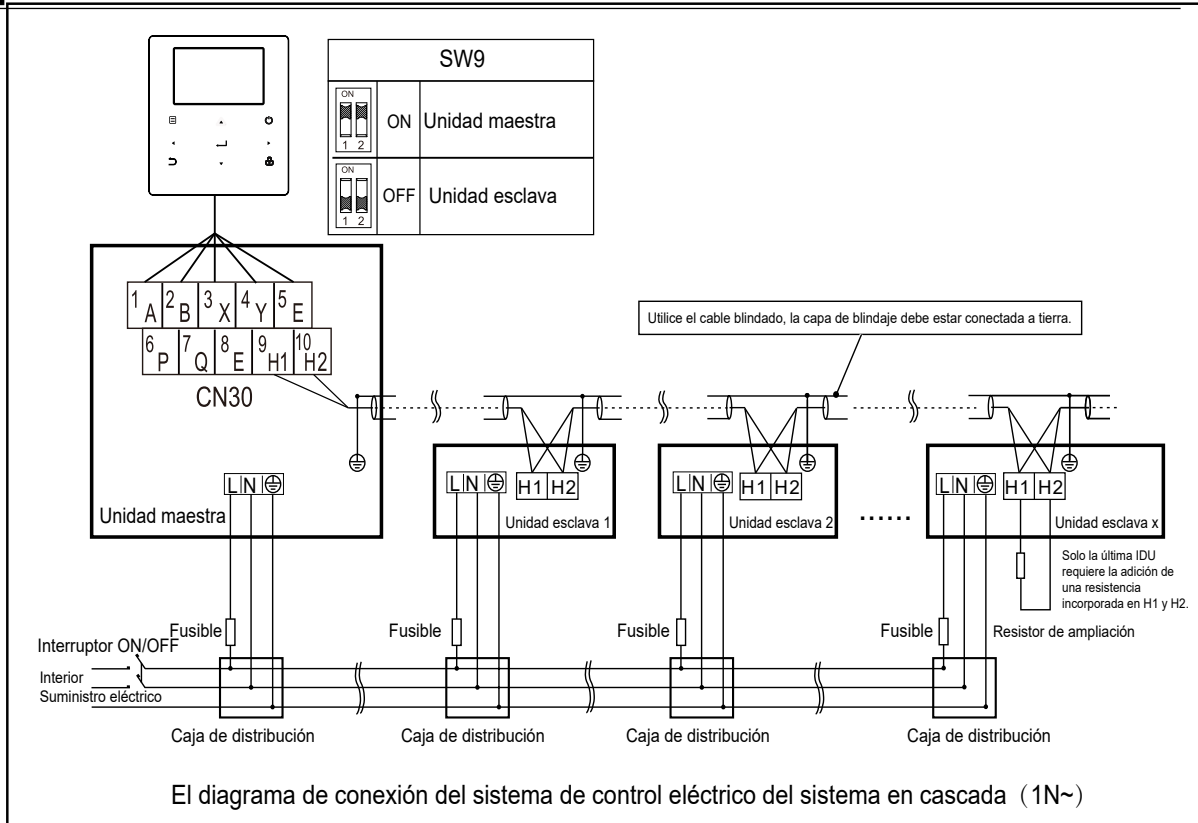 SW9
ON
1 2
ON
Unidad maestra
ON
1 2
OFF
Unidad esclava
1 A
2 B
3 X
4 Y
5 E
6 P
7 Q
8 E
9 H1
10 H2
CN30
Utilice el cable blindado, la capa de blindaje debe estar conectada a tierra.
L N
Unidad maestra
L N
H1 H2
Unidad esclava 1
L N
H1 H2
Unidad esclava 2
......
L N
H1 H2
Unidad esclava x
Solo la última IDU
requiere la adición de
una resistencia
incorporada en H1 y H2.
Resistor de ampliación
Fusible
Fusible
Fusible
Fusible
Interruptor ON/OFF
Interior
Suministro eléctrico
Caja de distribución
Caja de distribución
Caja de distribución
Caja de distribución
El diagrama de conexión del sistema de control eléctrico del sistema en cascada（1N~）